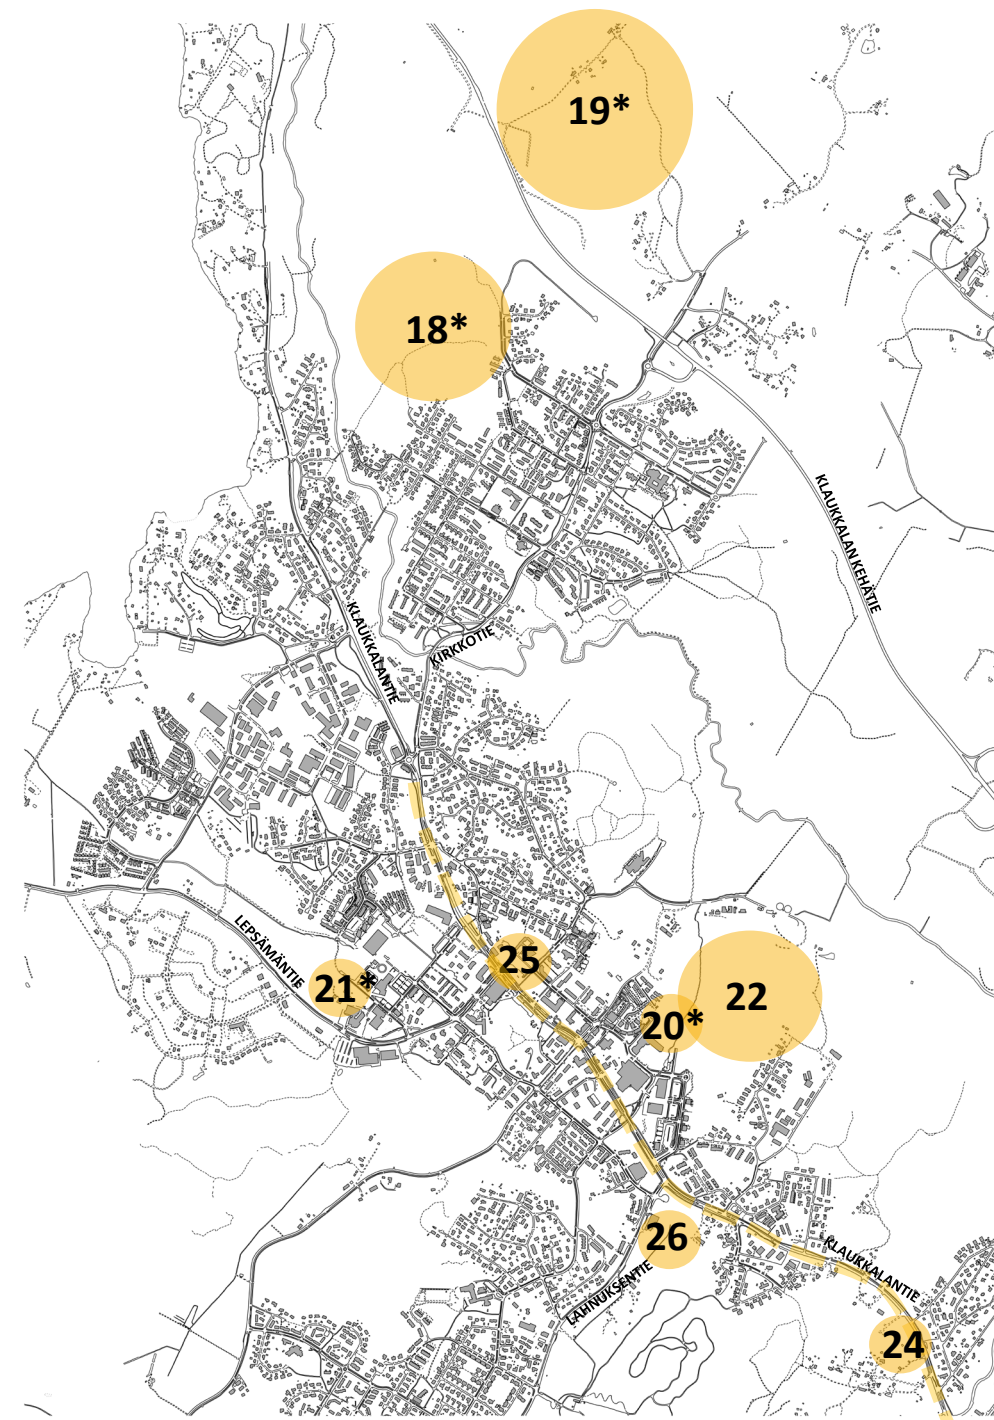 19*
18*
KLAUKKALAN KEHÄTIE
KLAUKKALANTIE
KIRKKOTIE
LEPSÄMÄNTIE
25
21*
22
20*
26
KLAUKKALANTIE
LAHNUKSENTIE
24